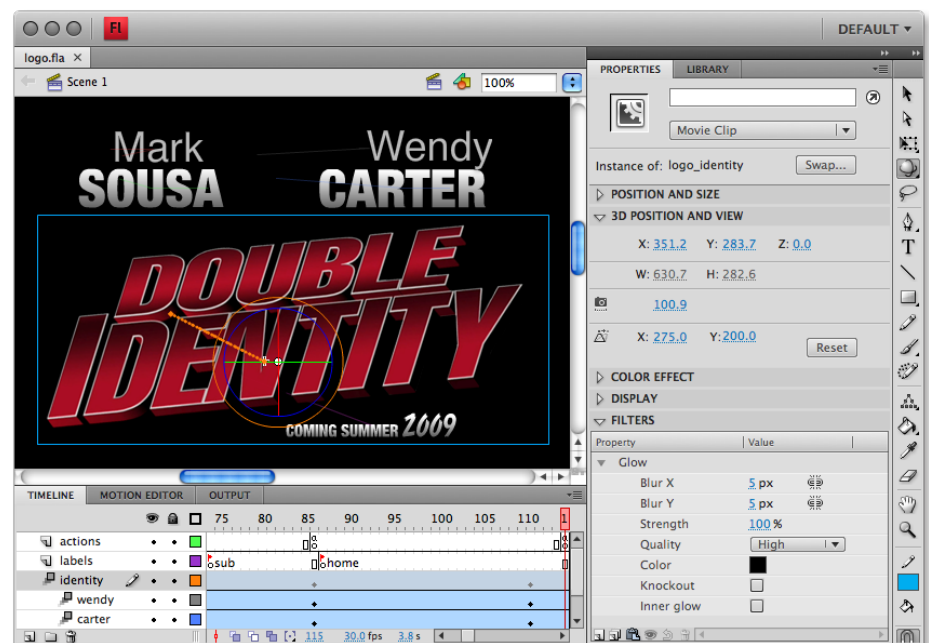 Fl
DEFAULT
logo.fla ×
Scene 1
100%
Mark
SOUSA
Wendy
CARTER
DOUBLE
IDENTITY
COMING SUMMER 2009
PROPERTIES LIBRARY
Movie Clip
Instance of: logo_identity
Swap...
POSITION AND SIZE
3D POSITION AND VIEW
X: 351.2 Y: 283.7 Z: 0.0
W: 630.7 H: 282.6
100.9
X: 275.0 Y: 200.0
Reset
COLOR EFFECT
DISPLAY
FILTERS
Property Value
Glow
Blur X 5 px
Blur Y 5 px
Strength 100 %
Quality High
Color
Knockout
Inner glow
T
TIMELINE MOTION EDITOR OUTPUT
75 80 85 90 95 100 105 110 1
actions
labels sub home
identity
wendy
carter
115 30.0 fps 3.8 s